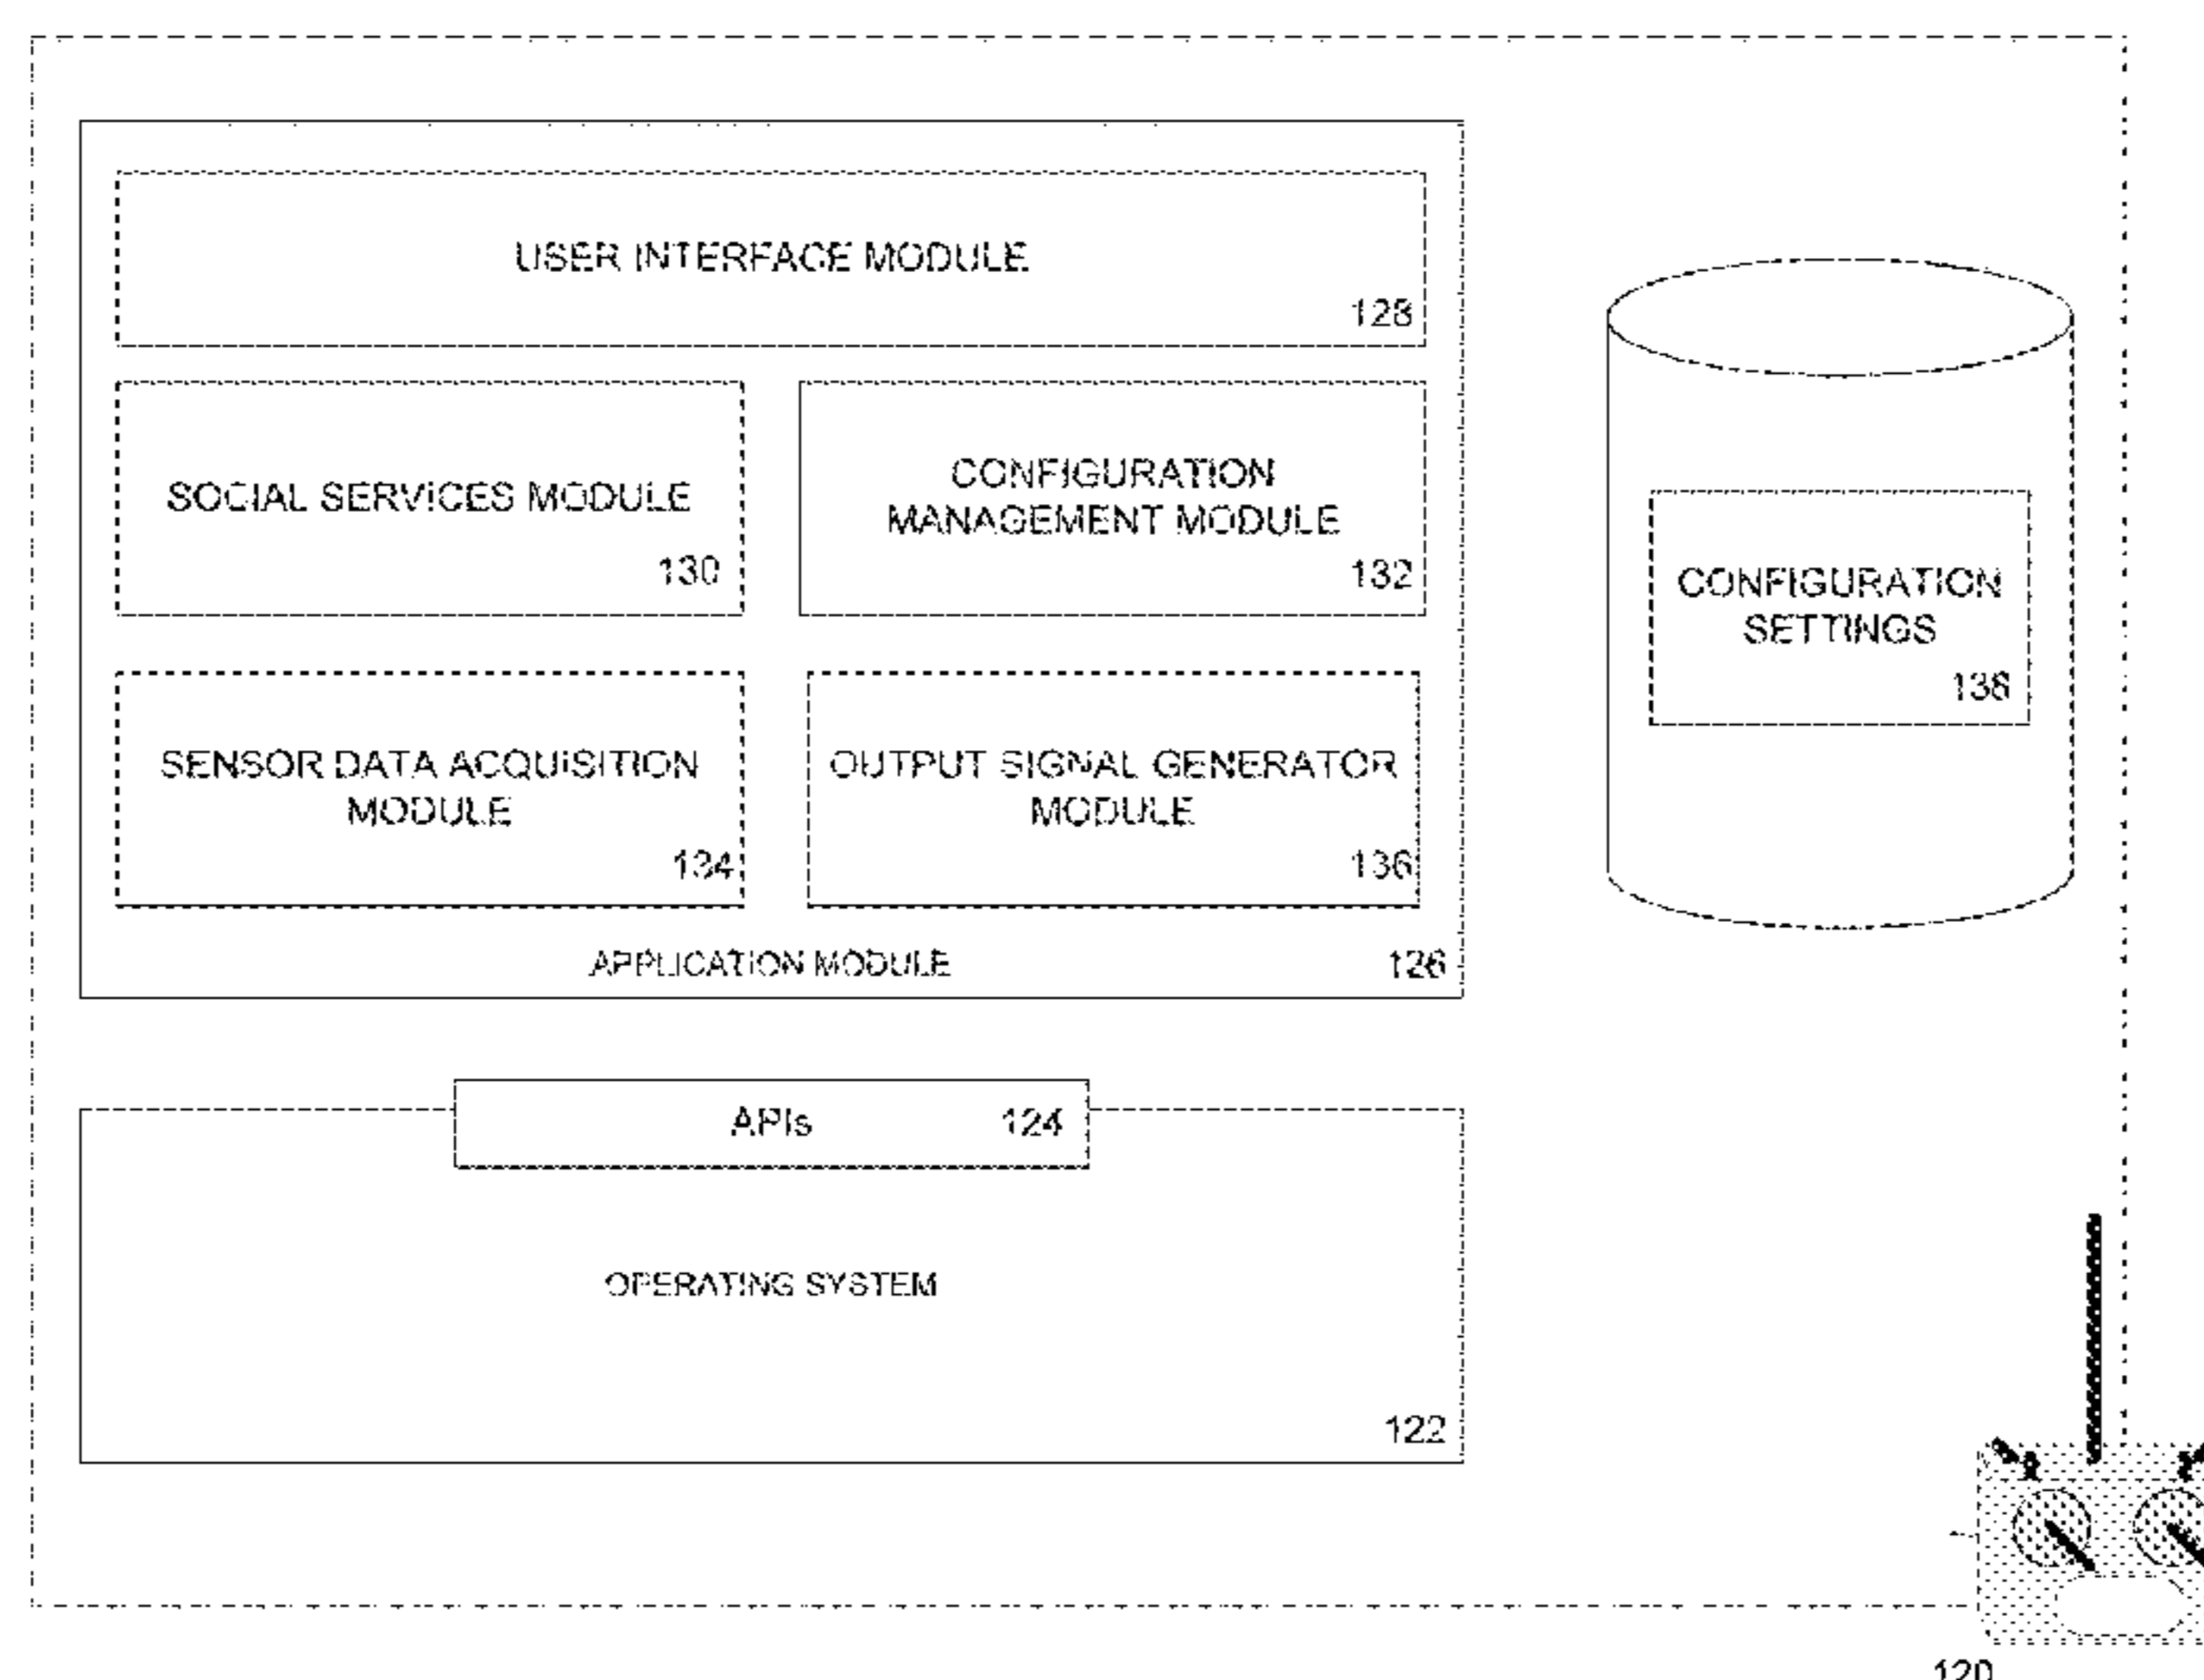 USER INTERFACE MODULE
128
SOCIAL SERVICES MODULE
130
CONFIGURATION
MANAGEMENT MODULE
132
SENSOR DATA ACQUISITION
MODULE
134
OUTPUT SIGNAL GENERATOR
MODULE
136
APPLICATION MODULE
126
CONFIGURATION
SETTINGS
138
APIs
124
OPERATING SYSTEM
122
120